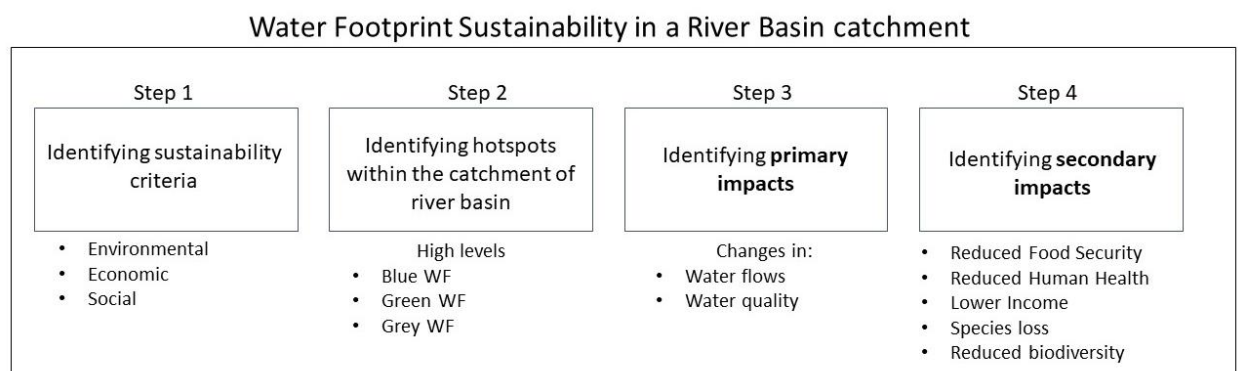 Water Footprint Sustainability in a River Basin catchment
Step 1
Identifying sustainability
criteria
• Environmental
• Economic
• Social
Step 2
Identifying hotspots
within the catchment of
river basin
High levels
• Blue WF
• Green WF
• Grey WF
Step 3
Identifying primary
impacts
Changes in:
• Water flows
• Water quality
Step 4
Identifying secondary
impacts
• Reduced Food Security
• Reduced Human Health
• Lower Income
• Species loss
• Reduced biodiversity